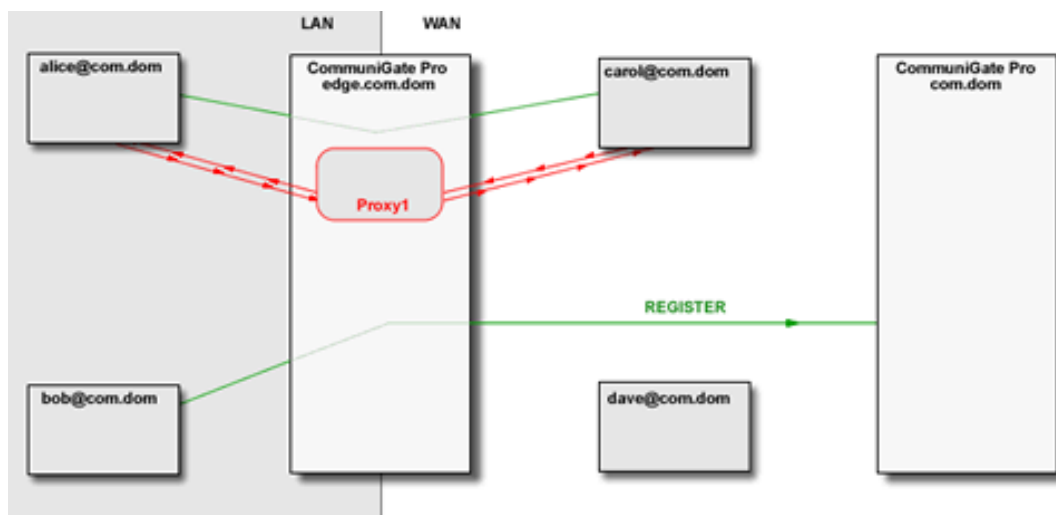 LAN
WAN
alice@com.dom
CommuniGate Pro
edge.com.dom
carol@com.dom
CommuniGate Pro
com.dom
Proxy1
REGISTER
bob@com.dom
dave@com.dom